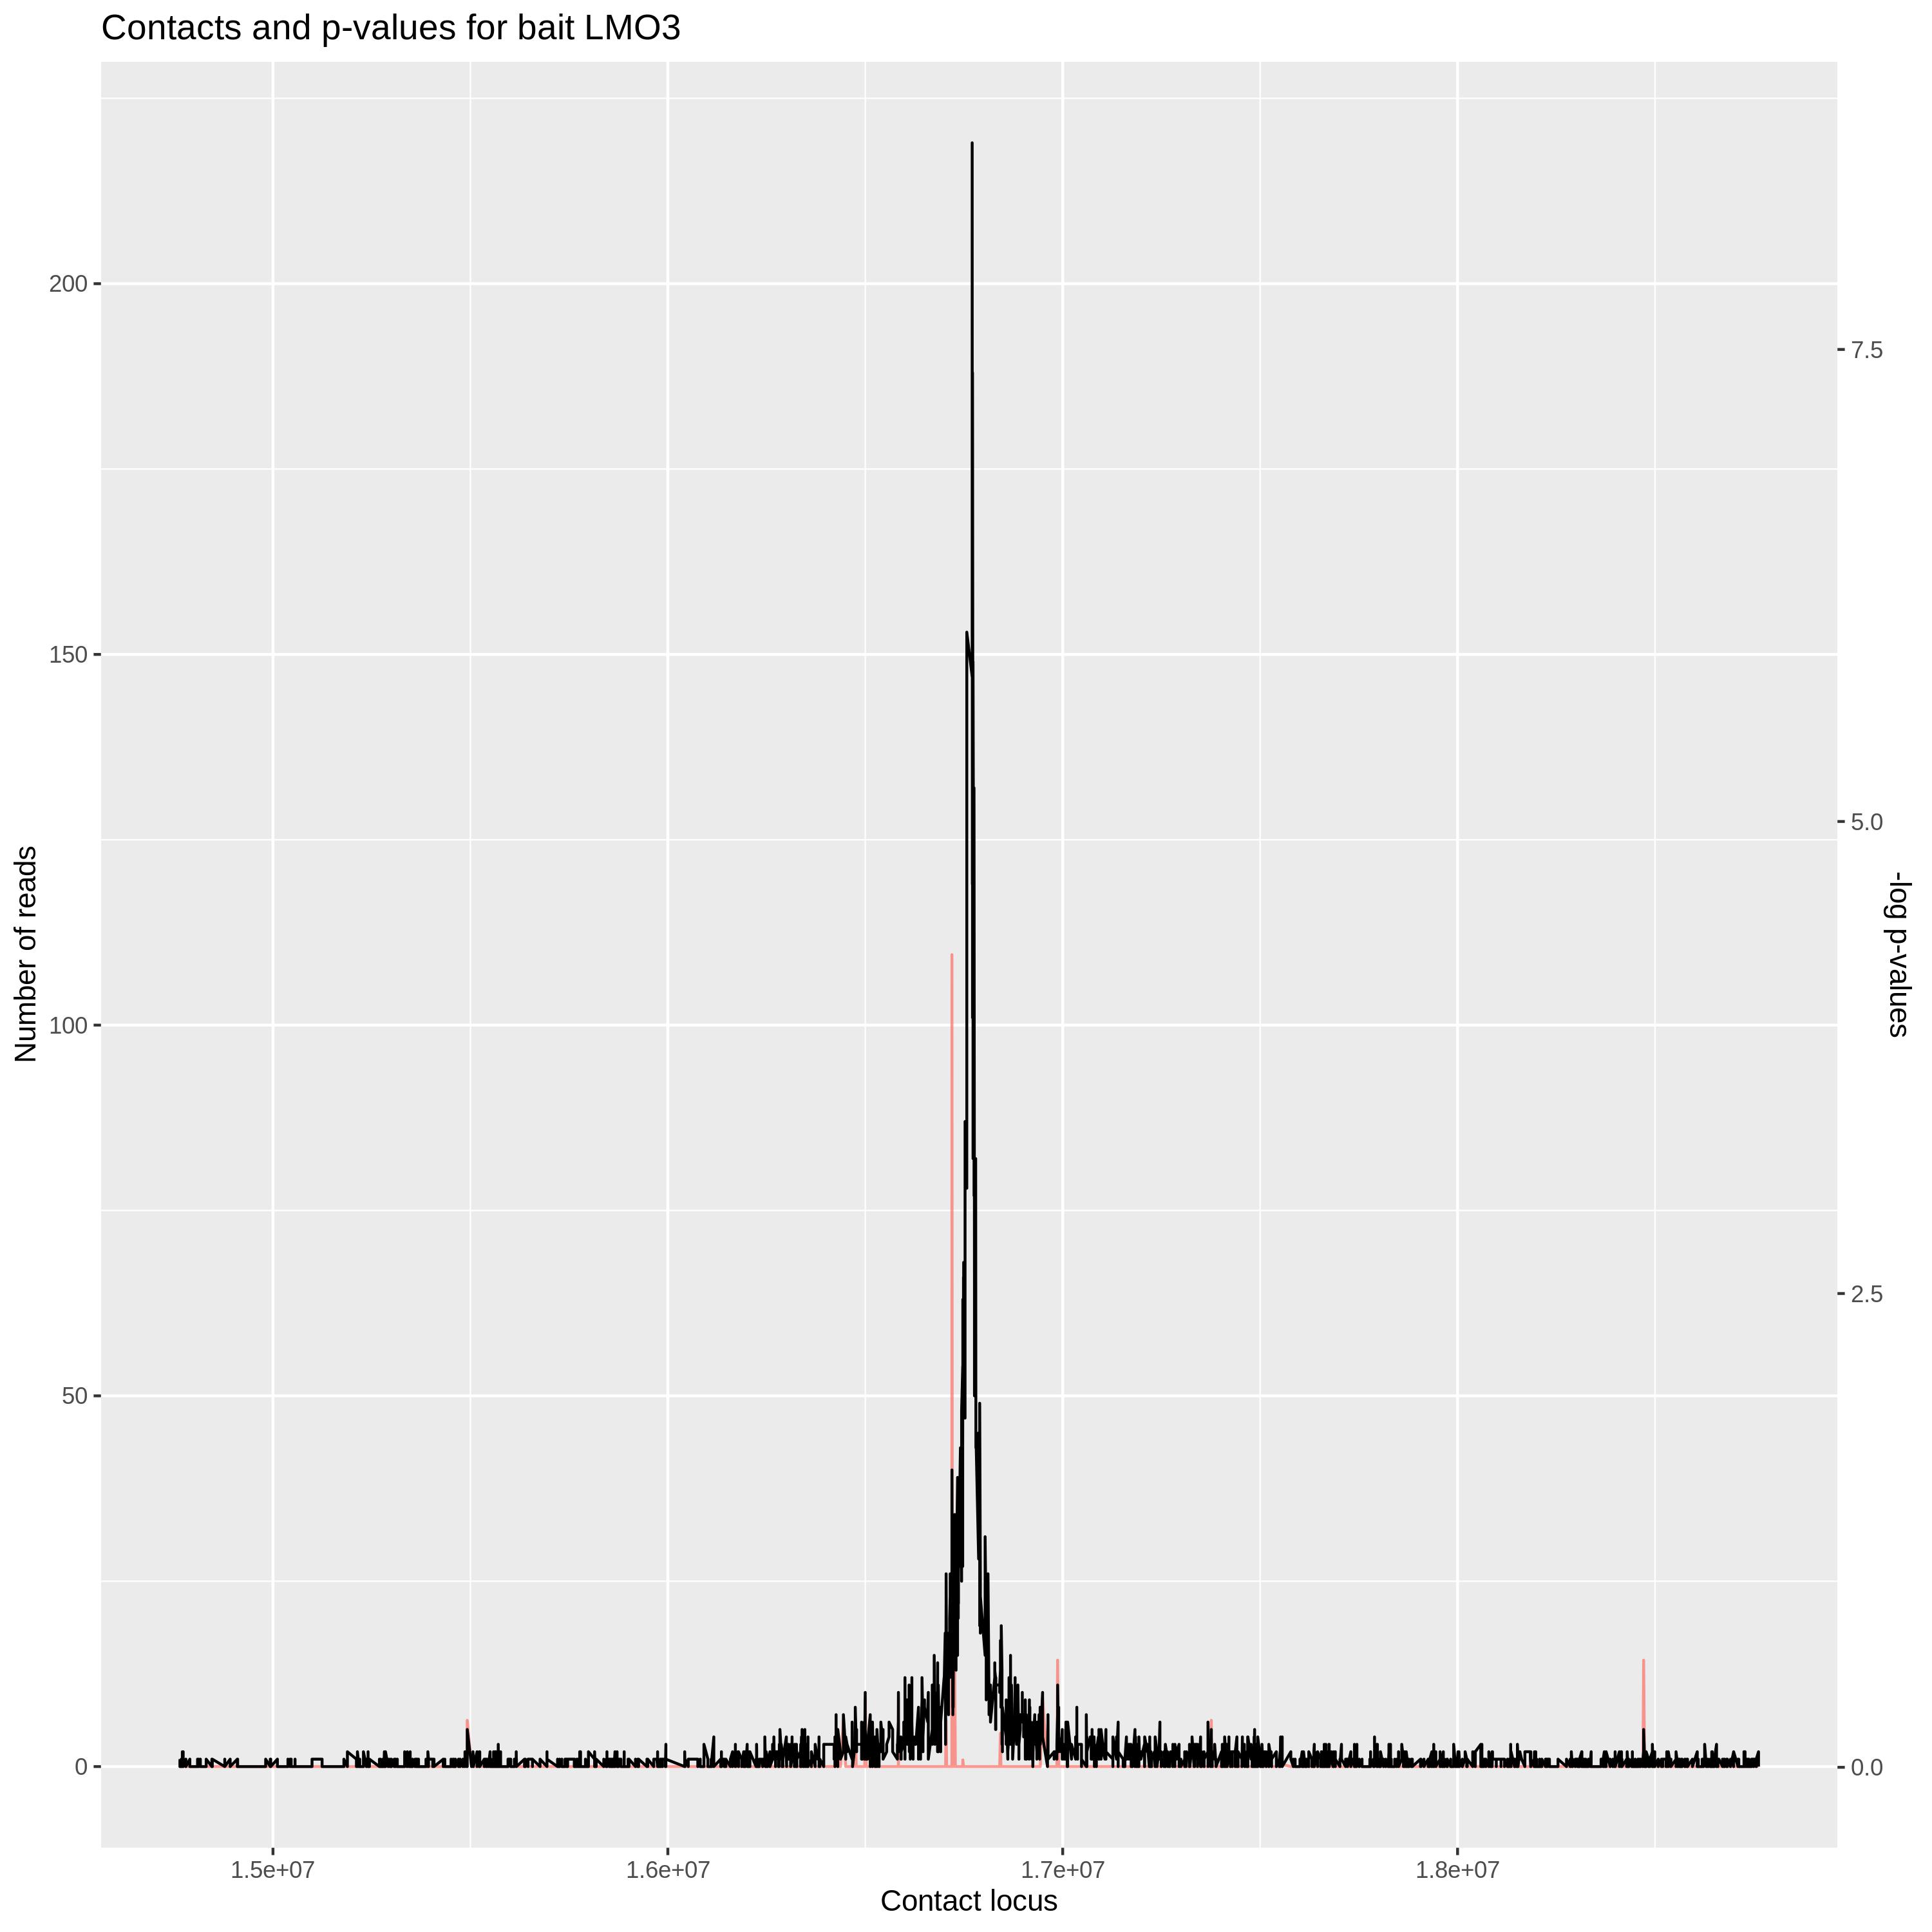 Contacts and p-values for bait LMO3
200
150
100
50
0
Number of reads
7.5
5.0
2.5
0.0
-log p-values
1.5e+07
1.6e+07
1.7e+07
1.8e+07
Contact locus